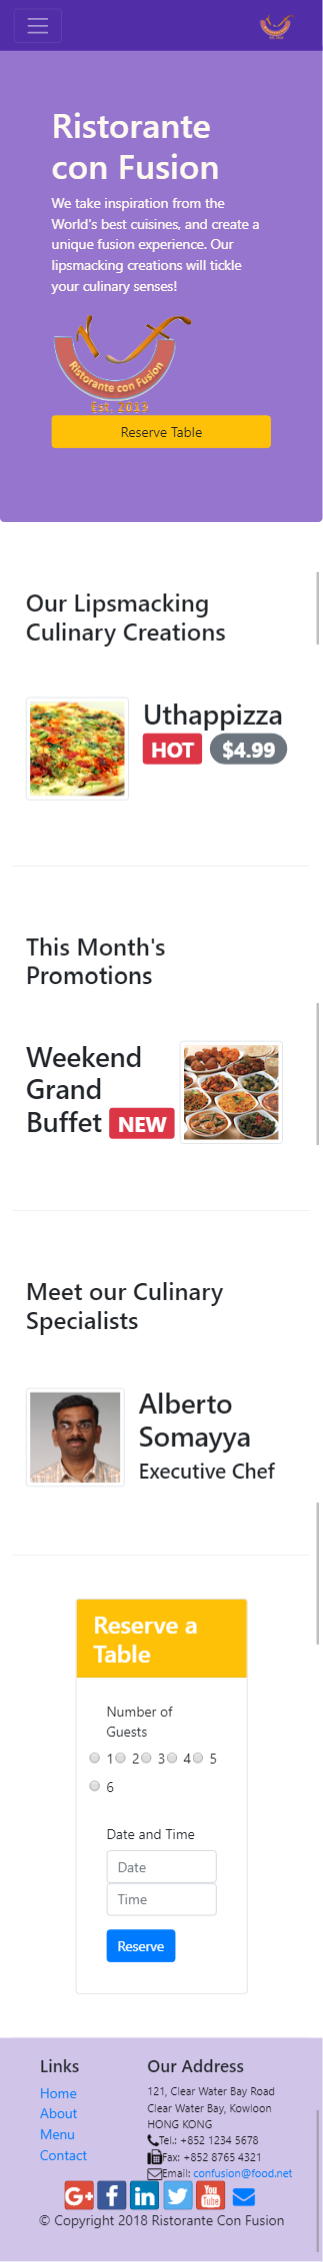 Ristorante
con Fusion
We take inspiration from the
World's best cuisines, and create a
unique fusion experience. Our
lipsmacking creations will tickle
your culinary senses!
Ristorante con Fusion
Est. 2013
Reserve Table
Our Lipsmacking
Culinary Creations
Uthappizza
HOT $4.99
This Month's
Promotions
Weekend
Grand
Buffet NEW
Meet our Culinary
Specialists
Alberto
Somayya
Executive Chef
Reserve a
Table
Number of
Guests
1 2 3 4 5
6
Date and Time
Date
Time
Reserve
Links
Home
About
Menu
Contact
Our Address
121, Clear Water Bay Road
Clear Water Bay, Kowloon
HONG KONG
Tel.: +852 1234 5678
Fax: +852 8765 4321
Email: confusion@food.net
G+ f in You Tube
© Copyright 2018 Ristorante Con Fusion